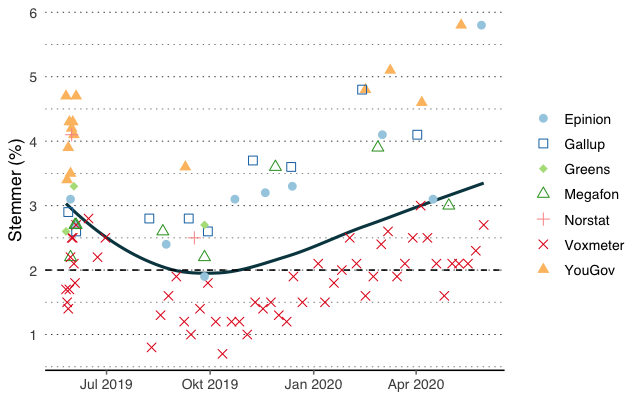 Stemmer (%)
6
5
4
3
2
1
Jul 2019
Okt 2019
Jan 2020
Apr 2020
Epinion
Gallup
Greens
Megafon
Norstat
Voxmeter
YouGov